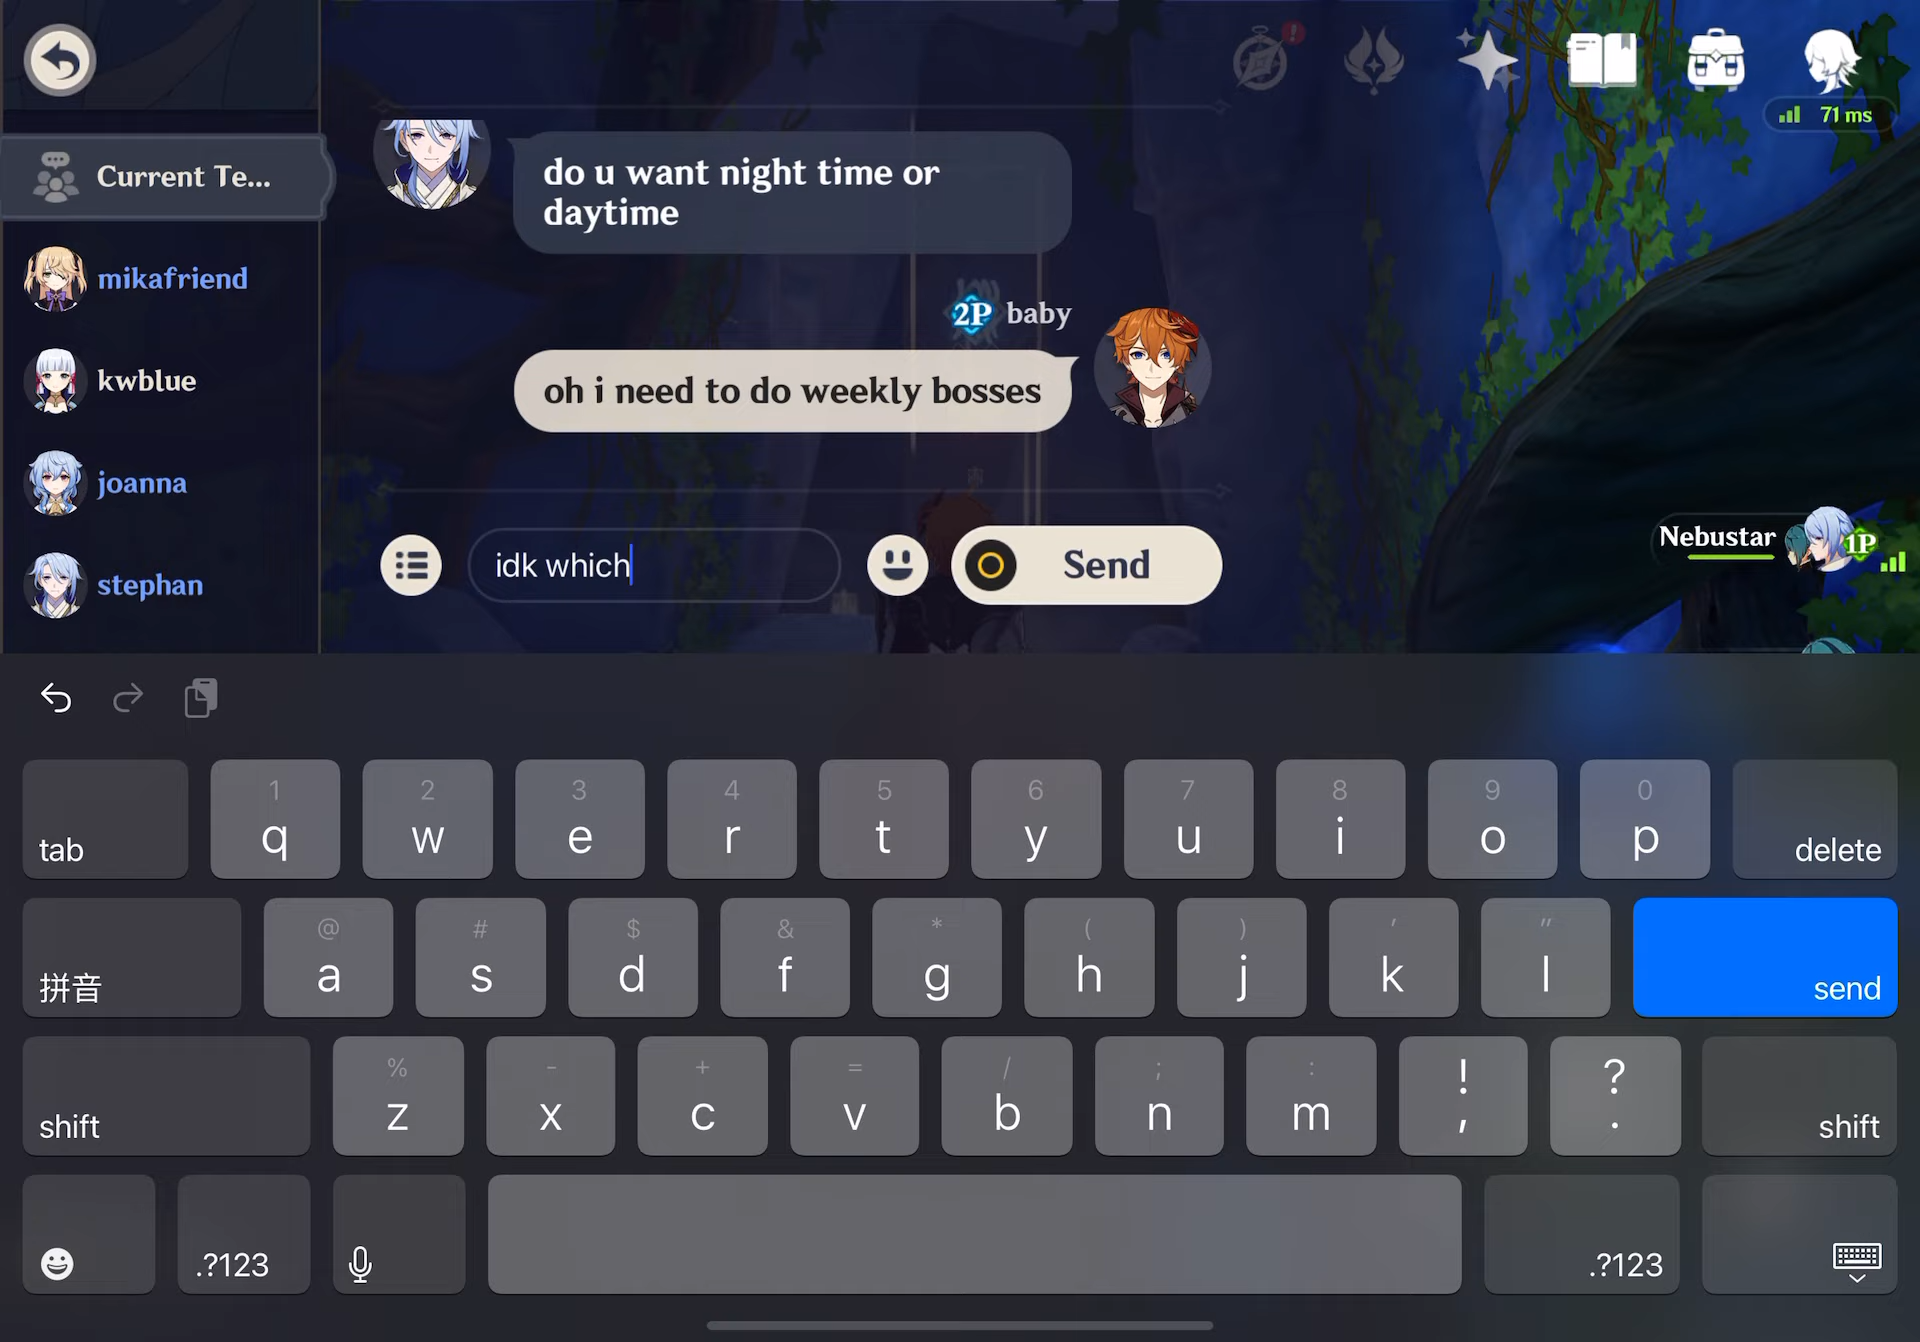 71 ms
Current Te...
mikafriend
kwblue
joanna
stephan
do u want night time or
daytime
2P baby
oh i need to do weekly bosses
idk which
Send
Nebustar
1P
tab
1 q
2 w
3 e
4 r
5 t
6 y
7 u
8 i
9 o
0 p
delete
拼音
@ a
# s
$ d
& f
* g
( h
) j
' k
" l
send
shift
% z
- x
+ c
= v
/ b
; n
: m
! ,
? .
shift
.?123
.?123